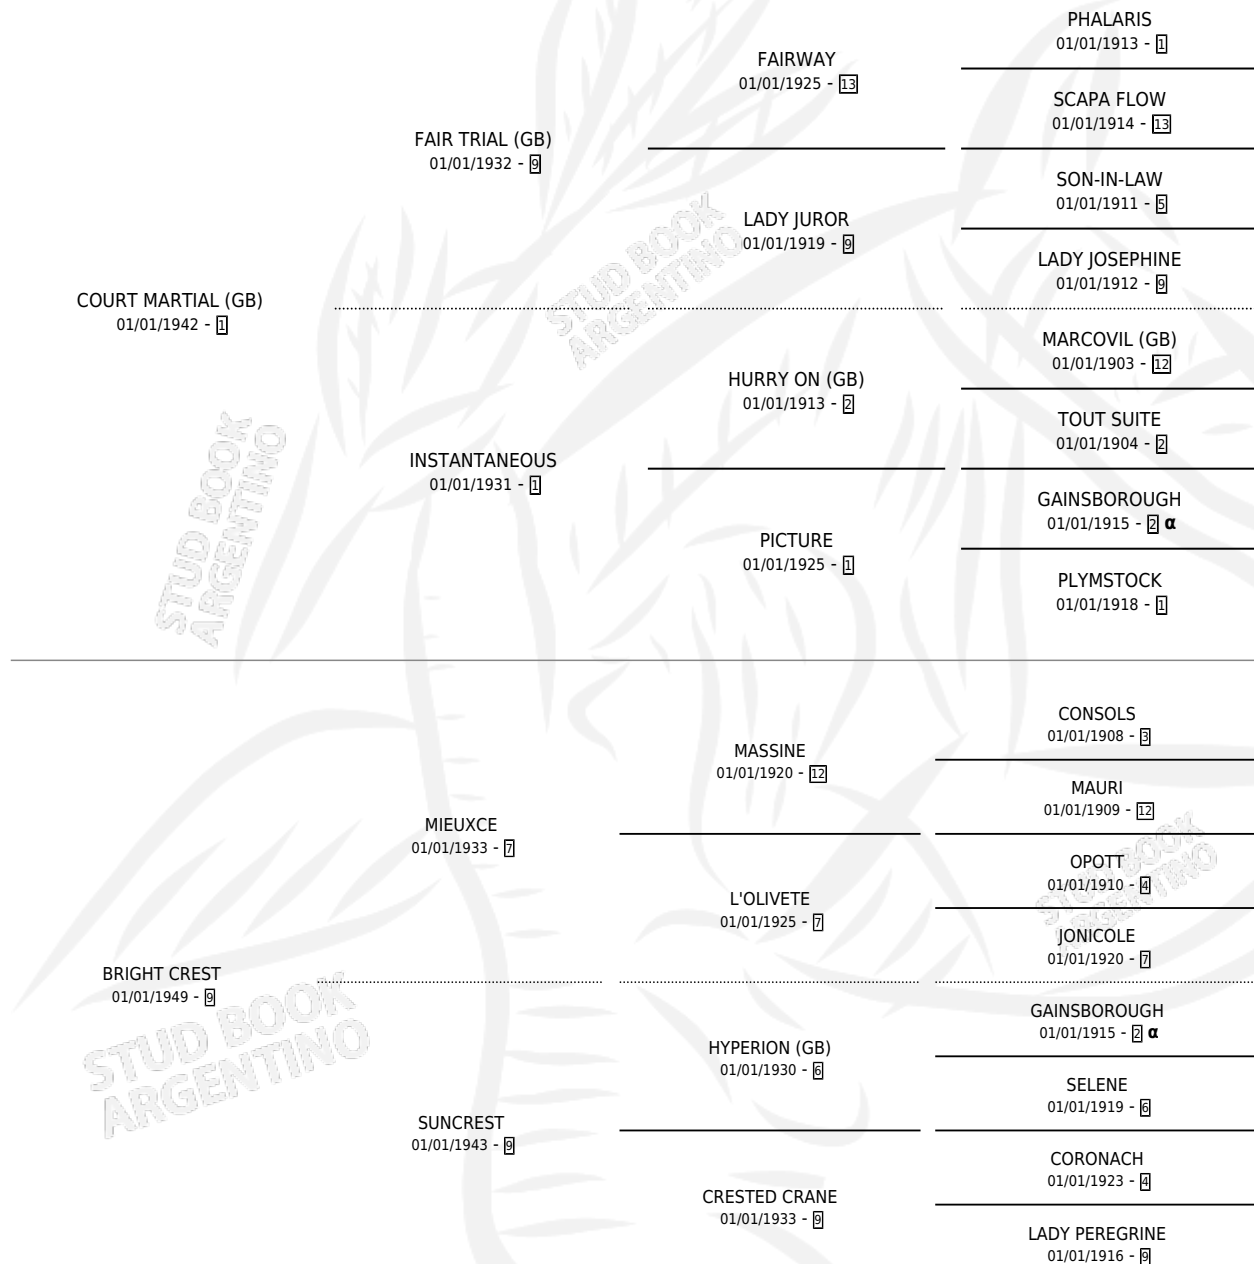 PHALARIS
01/01/1913 - 1
FAIRWAY
01/01/1925 - 13
SCAPA FLOW
01/01/1914 - 13
FAIR TRIAL (GB)
01/01/1932 - 9
SON-IN-LAW
01/01/1911 - 5
LADY JUROR
01/01/1919 - 9
LADY JOSEPHINE
01/01/1912 - 9
COURT MARTIAL (GB)
01/01/1942 - 1
MARCOVIL (GB)
01/01/1903 - 12
HURRY ON (GB)
01/01/1913 - 2
TOUT SUITE
01/01/1904 - 2
INSTANTANEOUS
01/01/1931 - 1
GAINSBOROUGH
01/01/1915 - 2 α
PICTURE
01/01/1925 - 1
PLYMSTOCK
01/01/1918 - 1
CONSOLS
01/01/1908 - 3
MASSINE
01/01/1920 - 12
MAURI
01/01/1909 - 12
MIEUXCE
01/01/1933 - 7
OPOTT
01/01/1910 - 4
L'OLIVETE
01/01/1925 - 7
JONICOLE
01/01/1920 - 7
BRIGHT CREST
01/01/1949 - 9
GAINSBOROUGH
01/01/1915 - 2 α
HYPERION (GB)
01/01/1930 - 6
SELENE
01/01/1919 - 6
SUNCREST
01/01/1943 - 9
CORONACH
01/01/1923 - 4
CRESTED CRANE
01/01/1933 - 9
LADY PEREGRINE
01/01/1916 - 9
STUD BOOK
ARGENTINO
STUD BOOK
ARGENTINO
STUD BOOK
ARGENTINO
STUD BOOK
ARGENTINO